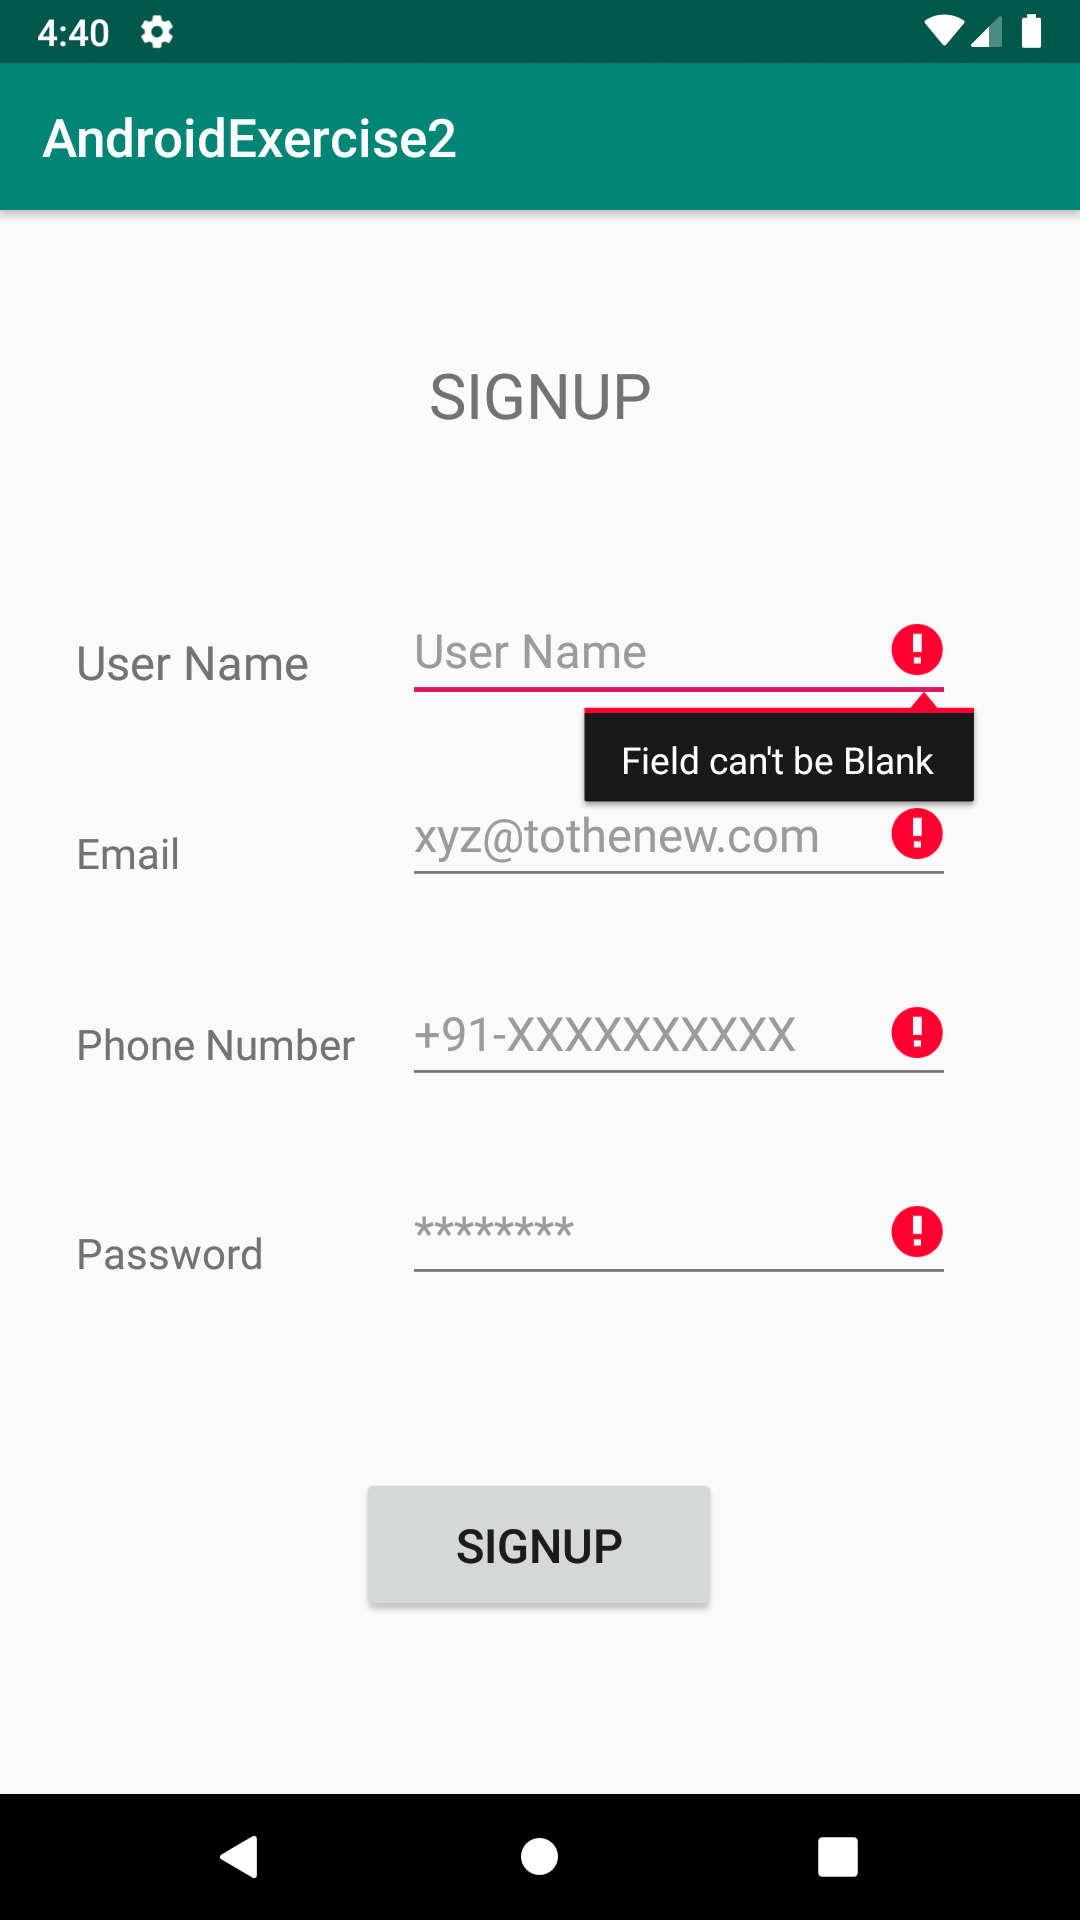 4:40
AndroidExercise2
SIGNUP
User Name User Name
Field can't be Blank
Email xyz@tothenew.com
Phone Number +91-XXXXXXXXXX
Password ********
SIGNUP